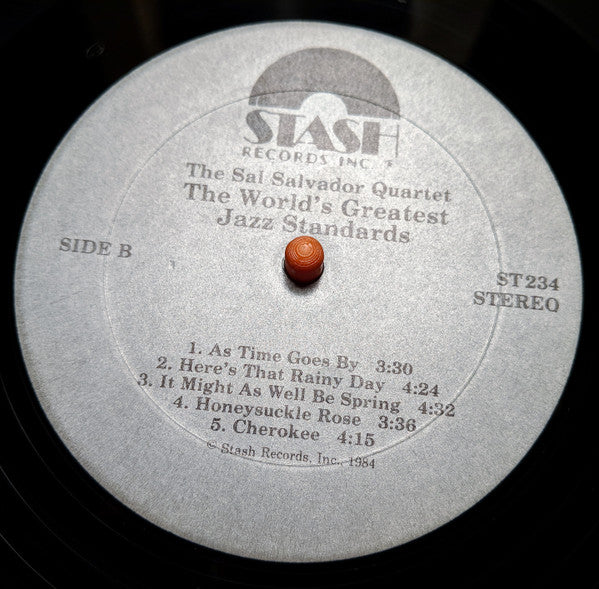 STASH
RECORDS INC
The Sal Salvador Quartet
The World's Greatest
Jazz Standards
SIDE B
ST234
STEREO
1. As Time Goes By 3:30
2. Here's That Rainy Day 4:24
3. It Might As Well Be Spring 4:32
4. Honeysuckle Rose 3:36
5. Cherokee 4:15
© Stash Records, Inc., 1984